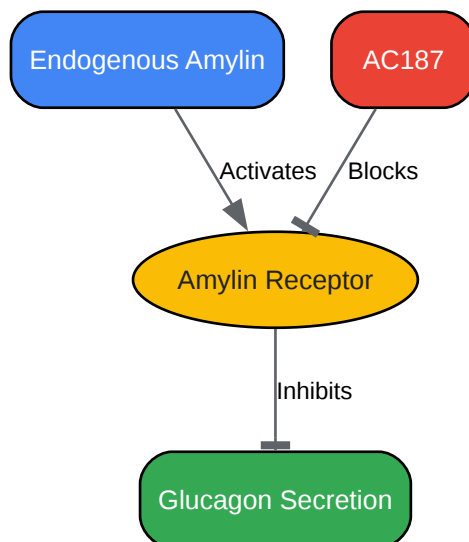 Endogenous Amylin
AC187
Activates
Blocks
Amylin Receptor
Inhibits
Glucagon Secretion